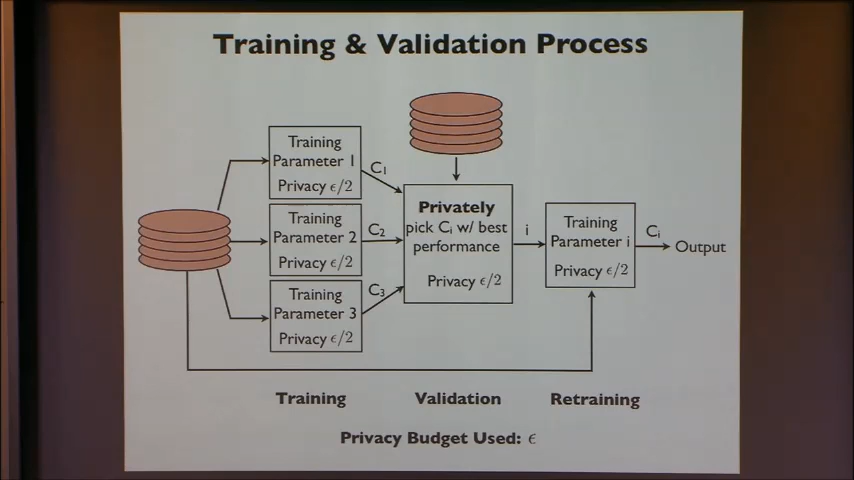 Training & Validation Process
Training
Parameter 1
Privacy ϵ/2
C₁
Training
Parameter 2
Privacy ϵ/2
C₂
Training
Parameter 3
Privacy ϵ/2
C₃
Privately
pick Cᵢ w/ best
performance
Privacy ϵ/2
i
Training
Parameter i
Privacy ϵ/2
Cᵢ
Output
Training
Validation
Retraining
Privacy Budget Used: ϵ